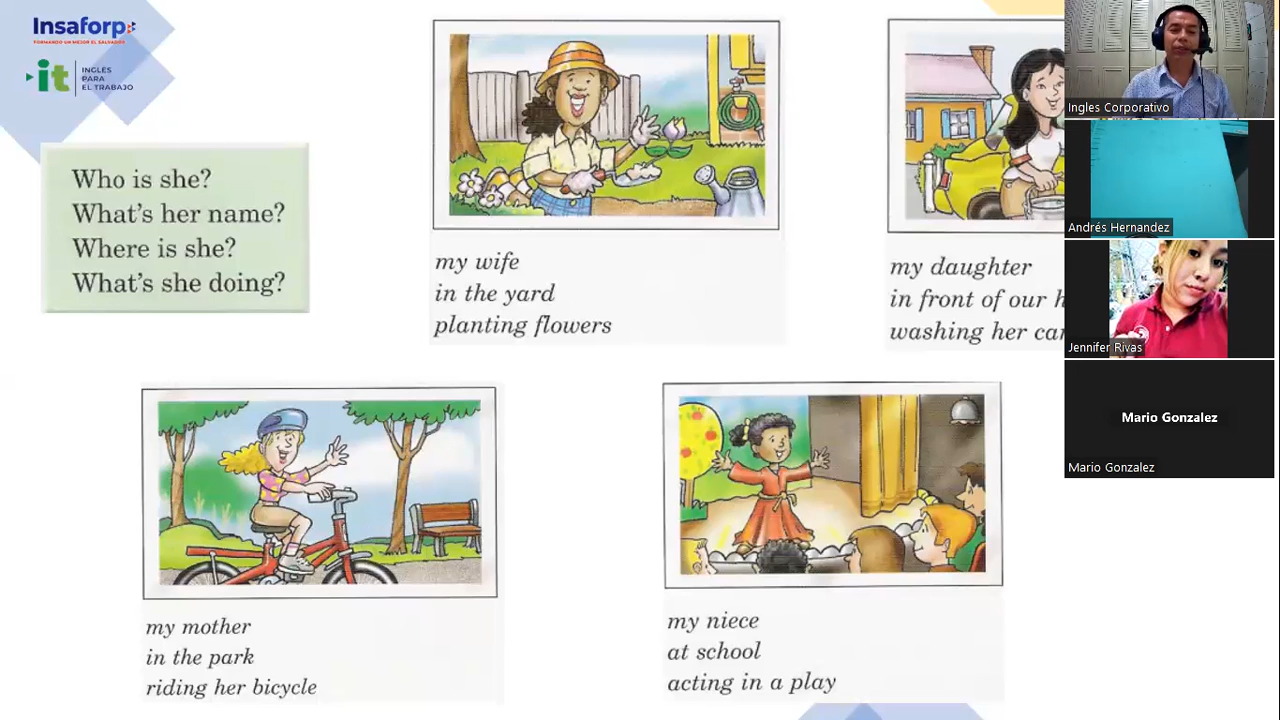 Insaforp
FORMANDO UN MEJOR EL SALVADOR
it
INGLES
PARA
EL TRABAJO
Who is she?
What's her name?
Where is she?
What's she doing?
my wife
in the yard
planting flowers
my daughter
in front of our h
washing her car
my mother
in the park
riding her bicycle
my niece
at school
acting in a play
Ingles Corporativo
Andrés Hernandez
Jennifer Rivas
Mario Gonzalez
Mario Gonzalez